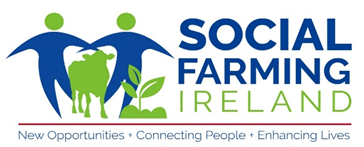 SOCIAL
FARMING
IRELAND
New Opportunities + Connecting People + Enhancing Lives